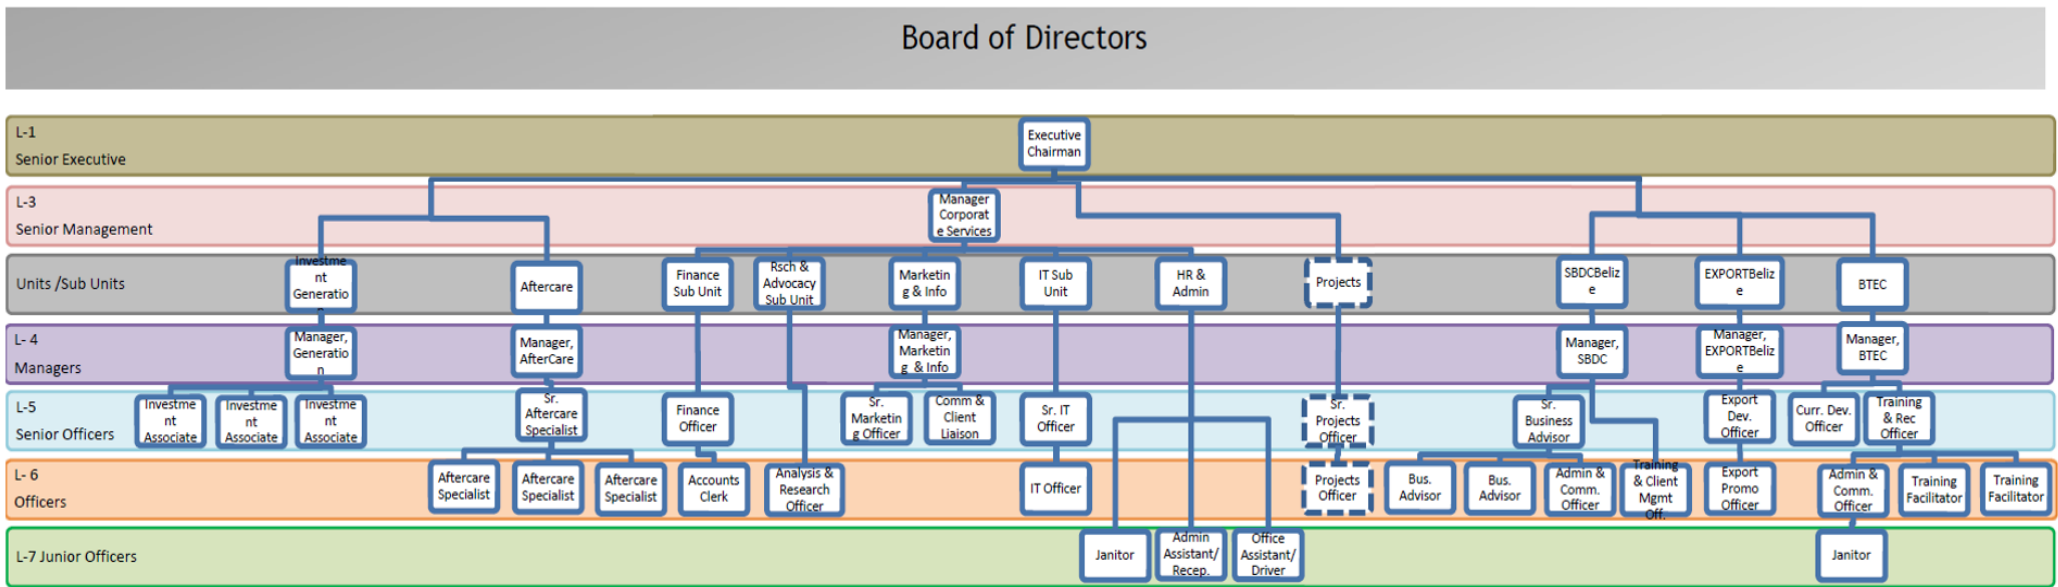 Board of Directors
L-1
Senior Executive
Executive
Chairman
L-3
Senior Management
Manager
Corporat
e Services
Units /Sub Units
Investme
nt
Generatio
n
Aftercare
Finance
Sub Unit
Rsch &
Advocacy
Sub Unit
Marketin
g & Info
IT Sub
Unit
HR &
Admin
Projects
SBDCBeliz
e
EXPORTBeliz
e
BTEC
L- 4
Managers
Manager,
Generatio
n
Manager,
AfterCare
Manager,
Marketin
g & Info
Manager,
SBDC
Manager,
EXPORTBeliz
e
Manager,
BTEC
L-5
Senior Officers
Investme
nt
Associate
Investme
nt
Associate
Investme
nt
Associate
Sr.
Aftercare
Specialist
Finance
Officer
Sr.
Marketin
g Officer
Comm &
Client
Liaison
Sr. IT
Officer
Sr.
Projects
Officer
Sr.
Business
Advisor
Export
Dev.
Officer
Curr. Dev.
Officer
Training
& Rec
Officer
L- 6
Officers
Aftercare
Specialist
Aftercare
Specialist
Aftercare
Specialist
Accounts
Clerk
Analysis &
Research
Officer
IT Officer
Projects
Officer
Bus.
Advisor
Bus.
Advisor
Admin &
Comm.
Officer
Training
& Client
Mgmt
Off.
Export
Promo
Officer
Admin &
Comm.
Officer
Training
Facilitator
Training
Facilitator
L-7 Junior Officers
Janitor
Admin
Assistant/
Recep.
Office
Assistant/
Driver
Janitor